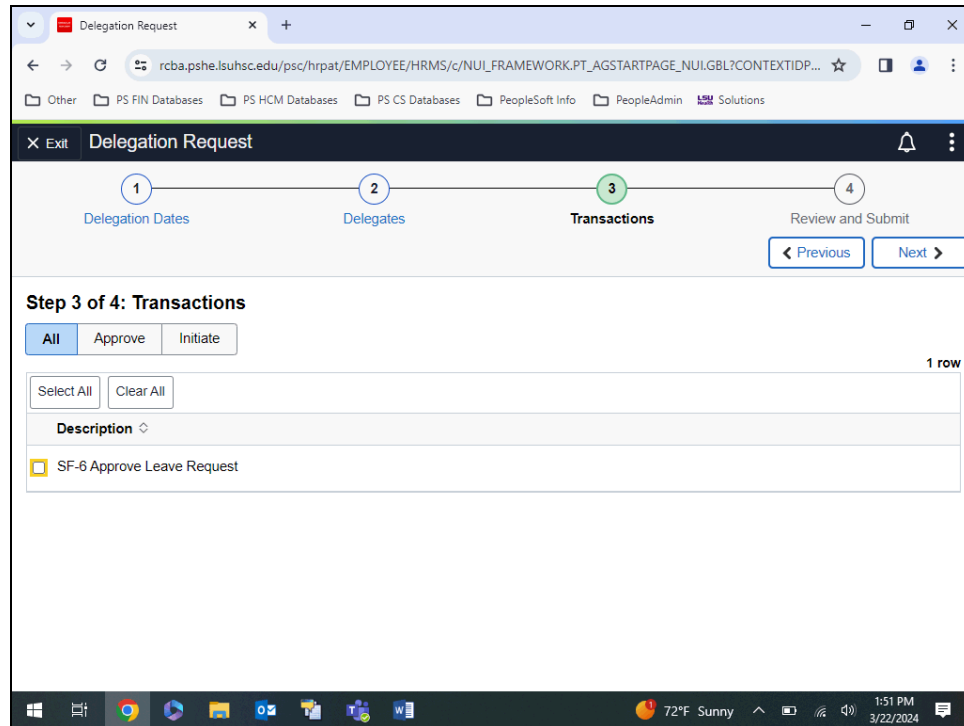 Delegation Request
rcba.pshe.lsuhsc.edu/psc/hrpat/EMPLOYEE/HRMS/c/NUI_FRAMEWORK.PT_AGSTARTPAGE_NUI.GBL?CONTEXTIDP...
Other PS FIN Databases PS HCM Databases PS CS Databases PeopleSoft Info PeopleAdmin LSU Health Solutions
× Exit Delegation Request
1 2 3 4
Delegation Dates Delegates Transactions Review and Submit
Previous Next
Step 3 of 4: Transactions
All Approve Initiate
1 row
Select All Clear All
Description
SF-6 Approve Leave Request
72°F Sunny 1:51 PM
3/22/2024